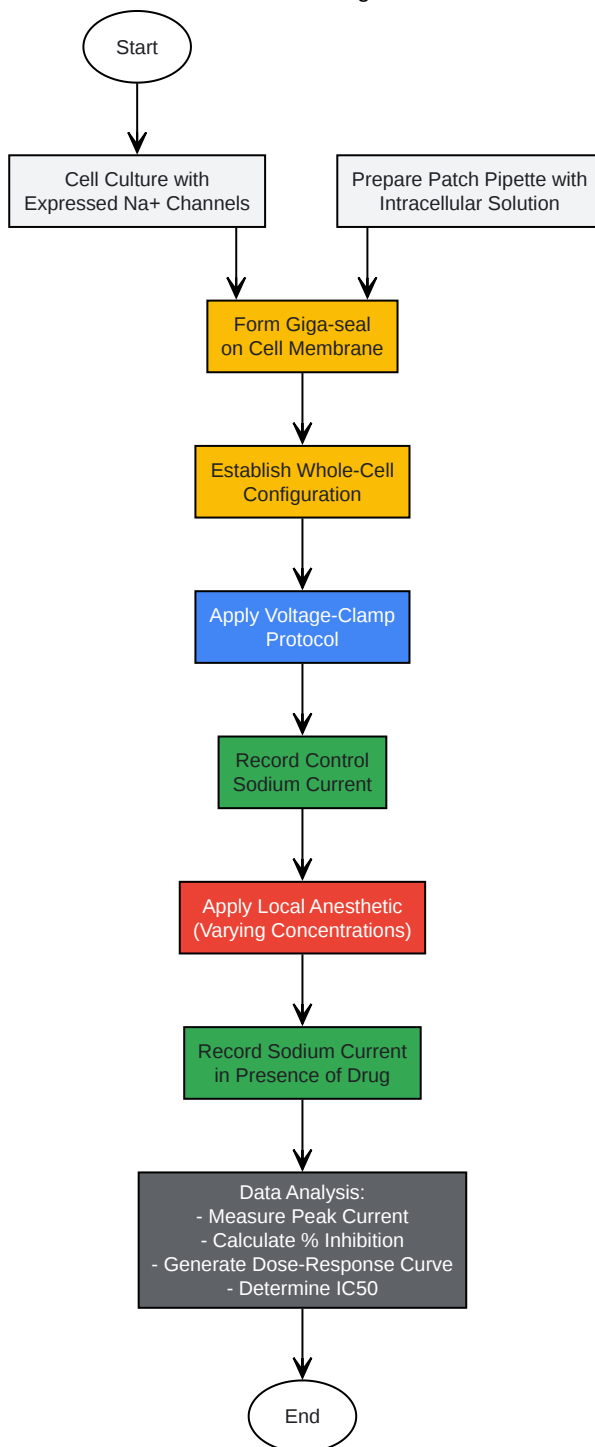 Start
Cell Culture with
Expressed Na+ Channels
Prepare Patch Pipette with
Intracellular Solution
Form Giga-seal
on Cell Membrane
Establish Whole-Cell
Configuration
Apply Voltage-Clamp
Protocol
Record Control
Sodium Current
Apply Local Anesthetic
(Varying Concentrations)
Record Sodium Current
in Presence of Drug
Data Analysis:
- Measure Peak Current
- Calculate % Inhibition
- Generate Dose-Response Curve
- Determine IC50
End